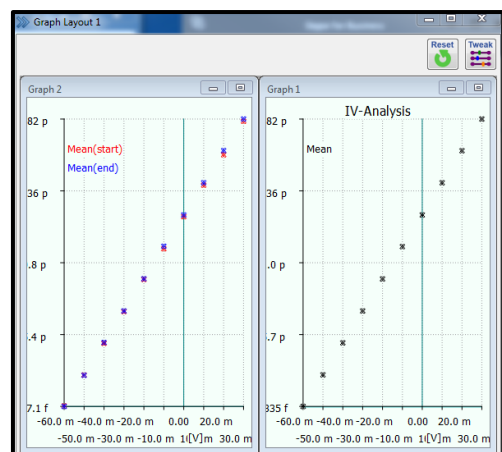 Graph Layout 1
Reset
Tweak
Graph 2
Graph 1
82 p
Mean(start)
Mean(end)
36 p
.8 p
.4 p
7.1 f
-60.0 m -40.0 m -20.0 m 0.00 20.0 m
-50.0 m -30.0 m -10.0 m 1([V]m 30.0 m
IV-Analysis
82 p
Mean
36 p
.0 p
.7 p
335 f
-60.0 m -40.0 m -20.0 m 0.00 20.0 m
-50.0 m -30.0 m -10.0 m 1([V]m 30.0 m